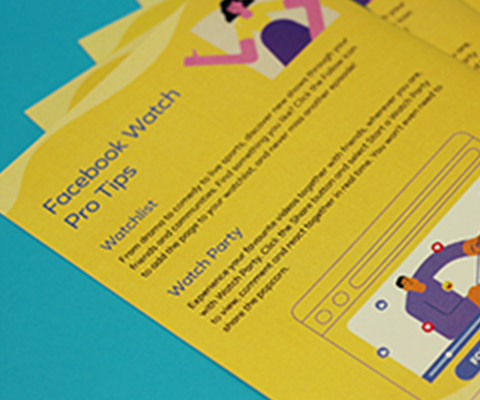 Facebook Watch
Pro Tips
Watchlist
From drama to comedy to live sports, discover new shows through your
friends and communities. Find something you like? Click the Follow icon
to add the page to your watchlist, and never miss another episode!
Watch Party
Experience your favourite videos together with friends, wherever you are,
with Watch Party. Click the Share button and select Start a Watch Party
to view, comment and react together in real time. You won't even need to
share the popcorn.